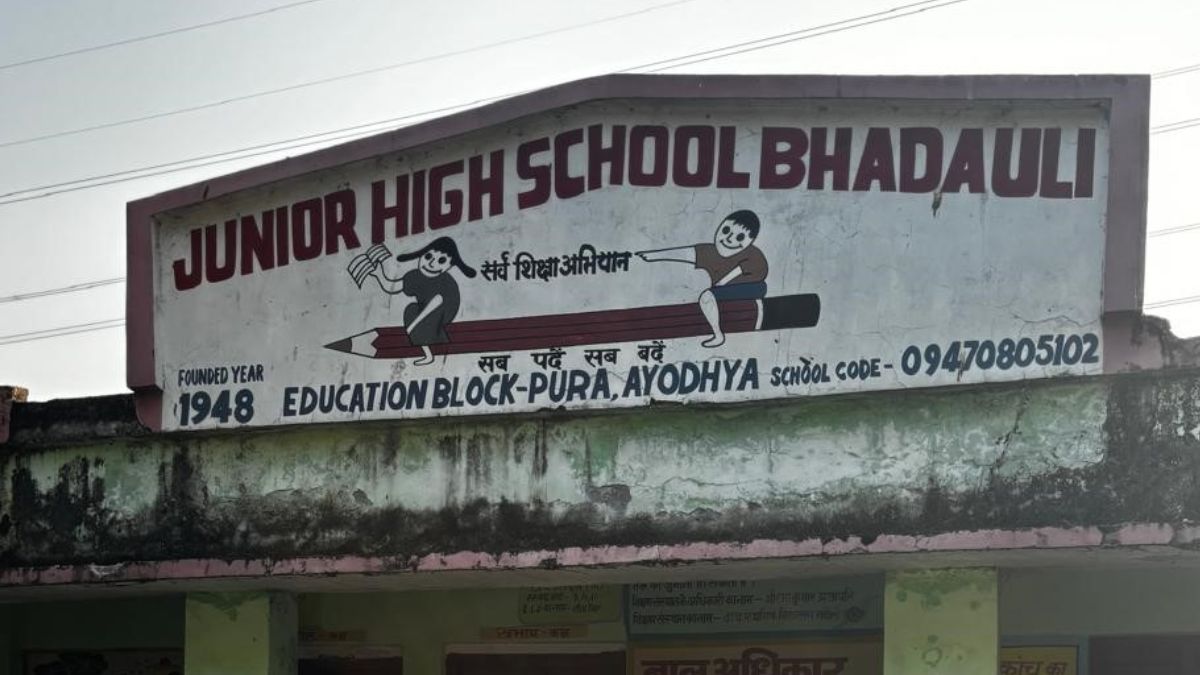 JUNIOR HIGH SCHOOL BHADAULI
सर्व शिक्षा अभियान
सब पढ़ें सब बढ़ें
FOUNDED YEAR
1948
EDUCATION BLOCK-PURA, AYODHYA SCHOOL CODE- 09470805102
बाल अधिकार